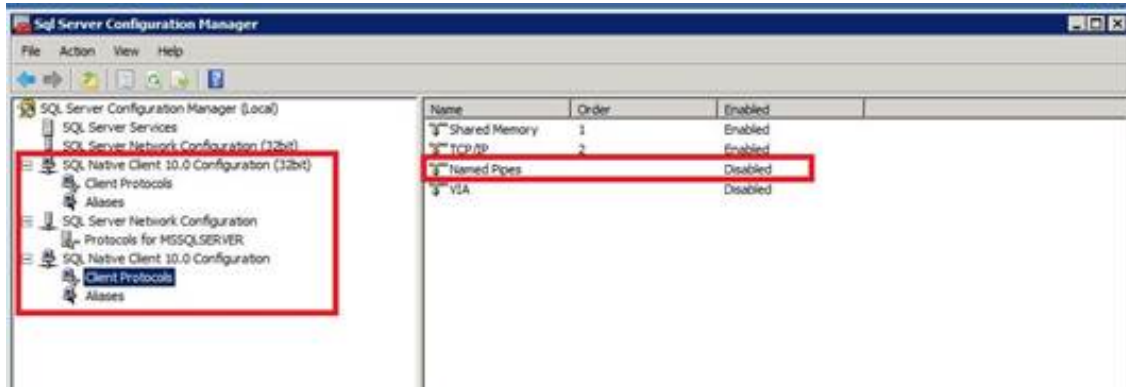 Sql Server Configuration Manager
File Action View Help
SQL Server Configuration Manager (Local)
SQL Server Services
SQL Server Network Configuration (32bit)
SQL Native Client 10.0 Configuration (32bit)
Client Protocols
Aliases
SQL Server Network Configuration
Protocols for MSSQLSERVER
SQL Native Client 10.0 Configuration
Client Protocols
Aliases
Name Order Enabled
Shared Memory 1 Enabled
TCP/IP 2 Enabled
Named Pipes Disabled
VIA Disabled